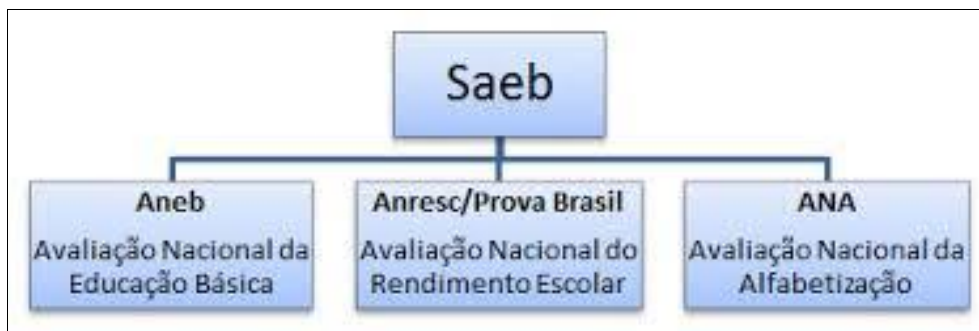 Saeb
Aneb
Avaliação Nacional da
Educação Básica
Anresc/Prova Brasil
Avaliação Nacional do
Rendimento Escolar
ANA
Avaliação Nacional da
Alfabetização